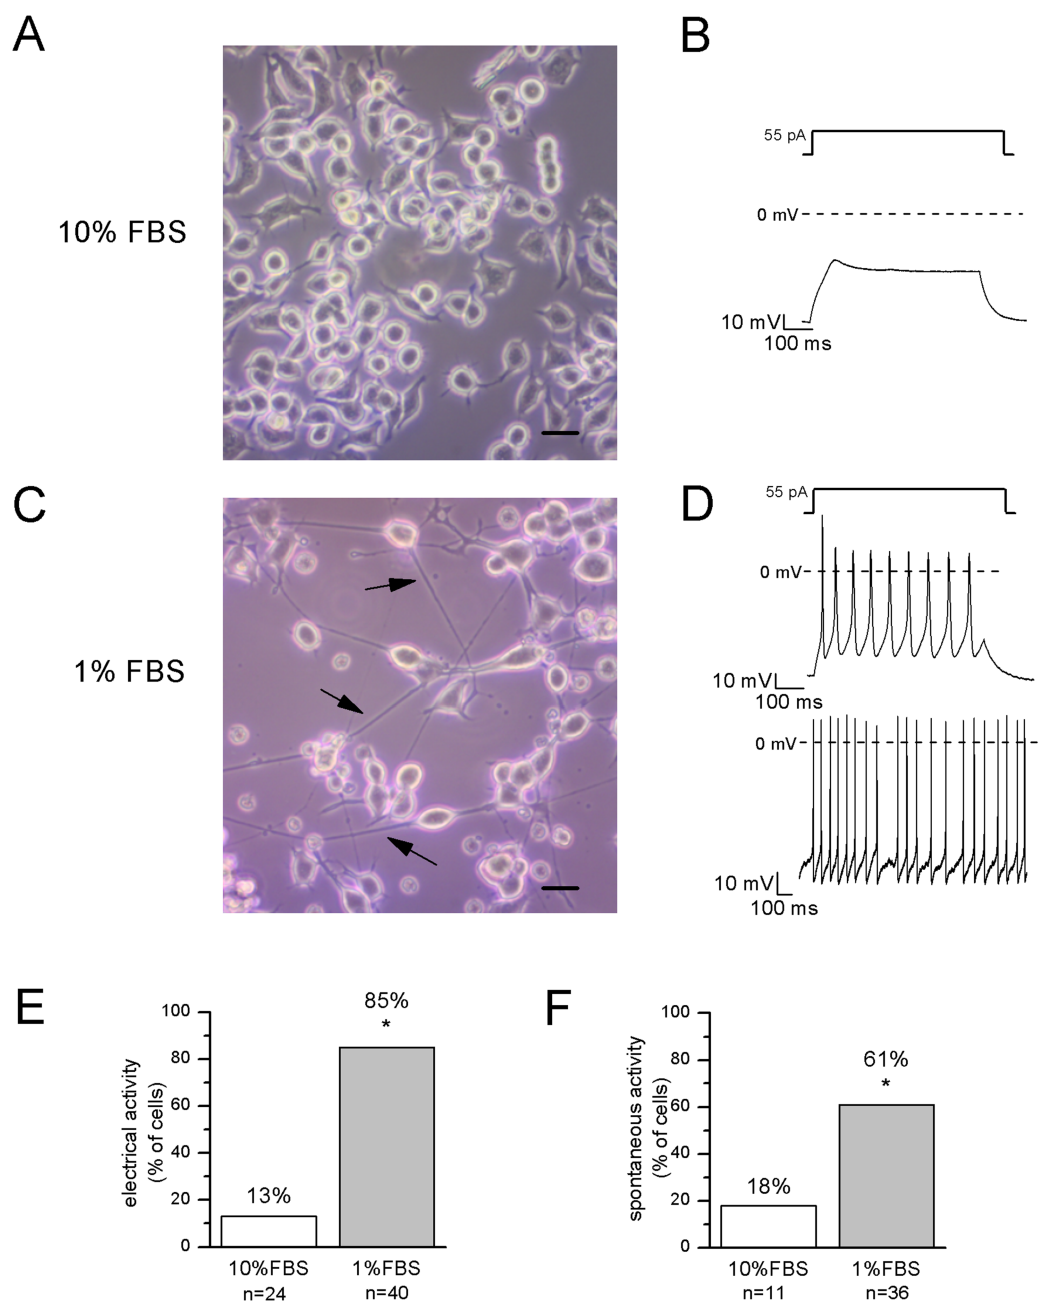 A
10% FBS
B
55 pA
0 mV
10 mV
100 ms
C
1% FBS
D
55 pA
0 mV
10 mV
100 ms
0 mV
10 mV
100 ms
E
electrical activity
(% of cells)
100
80
60
40
20
0
13%
85%
*
10%FBS
n=24
1%FBS
n=40
F
spontaneous activity
(% of cells)
100
80
60
40
20
0
18%
61%
*
10%FBS
n=11
1%FBS
n=36